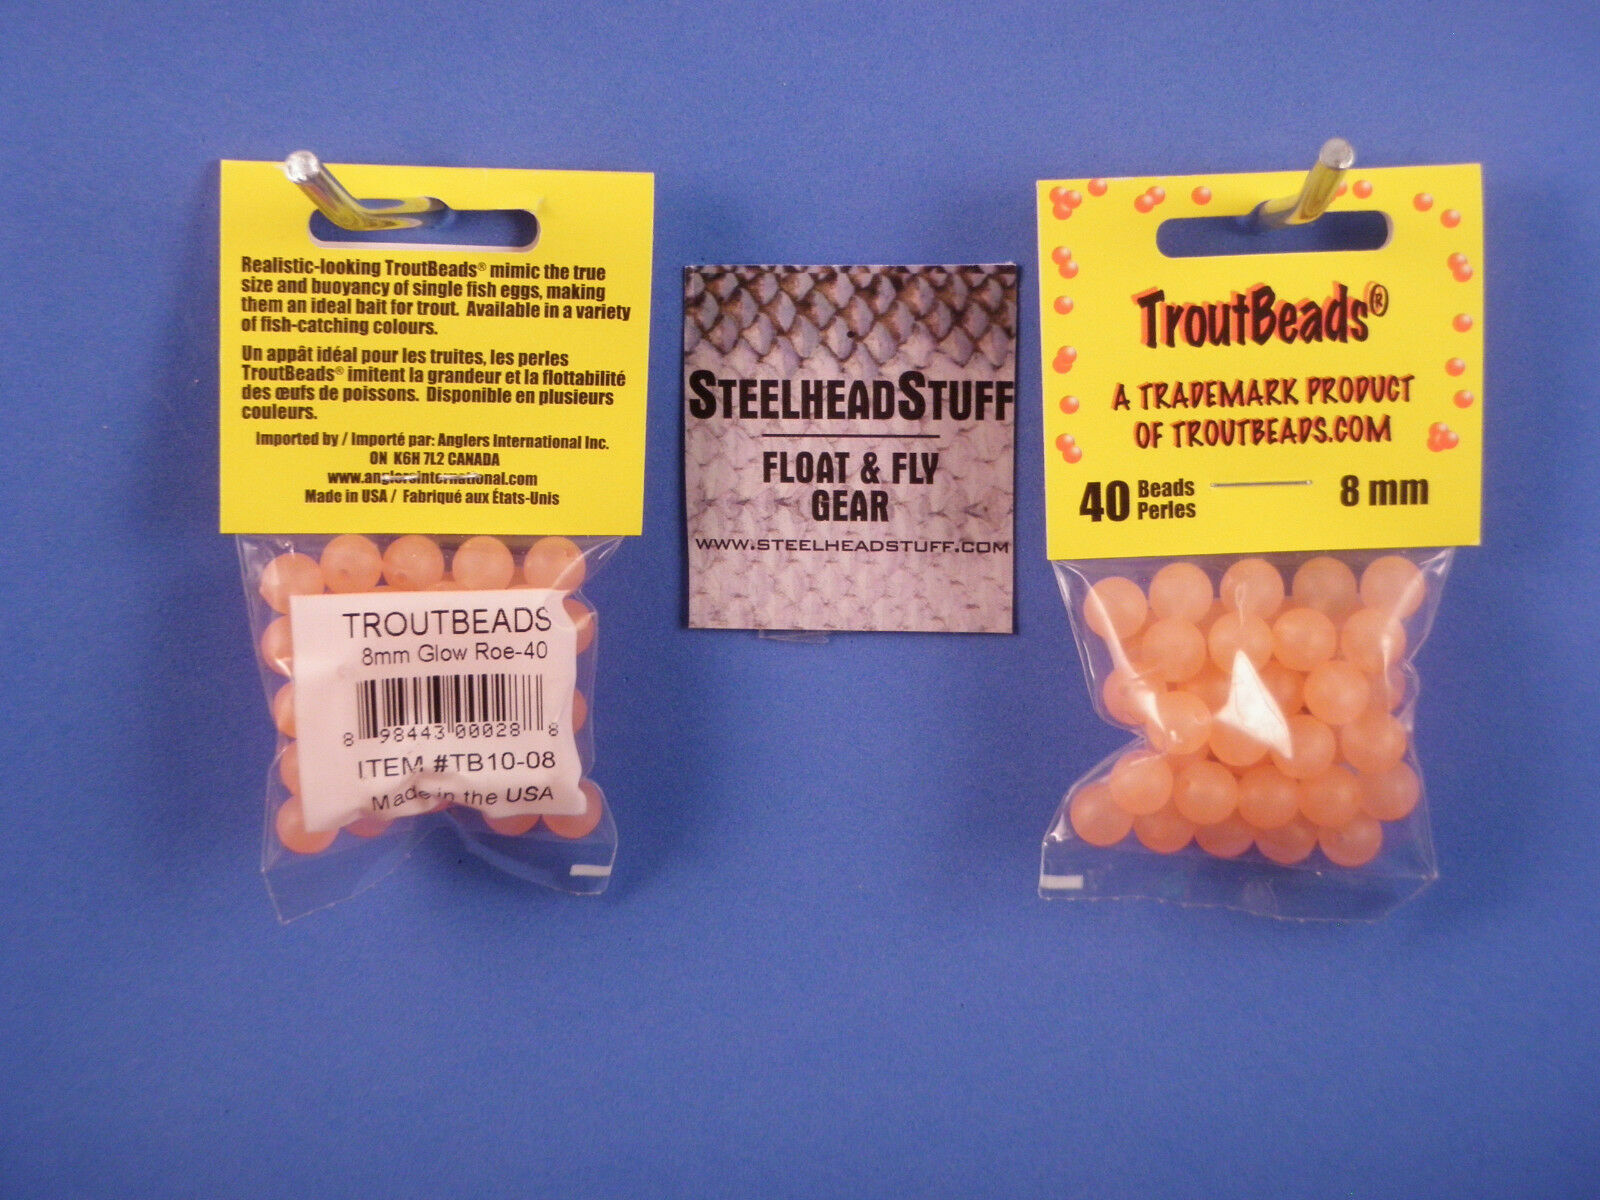 Realistic-looking TroutBeads® mimic the true
size and buoyancy of single fish eggs, making
them an ideal bait for trout. Available in a variety
of fish-catching colours.
Un appât idéal pour les truites, les perles
TroutBeads® imitent la grandeur et la flottabilité
des œufs de poissons. Disponible en plusieurs
couleurs.
Imported by / Importé par: Anglers International Inc.
ON K6H 7L2 CANADA
www.anglersinternational.com
Made in USA / Fabriqué aux États-Unis
TROUTBEADS
8mm Glow Roe-40
8 98443 00028 8
ITEM #TB10-08
Made in the USA
STEELHEADSTUFF
FLOAT & FLY
GEAR
WWW.STEELHEADSTUFF.COM
TroutBeads®
A TRADEMARK PRODUCT
OF TROUTBEADS.COM
40 Beads
Perles
8 mm